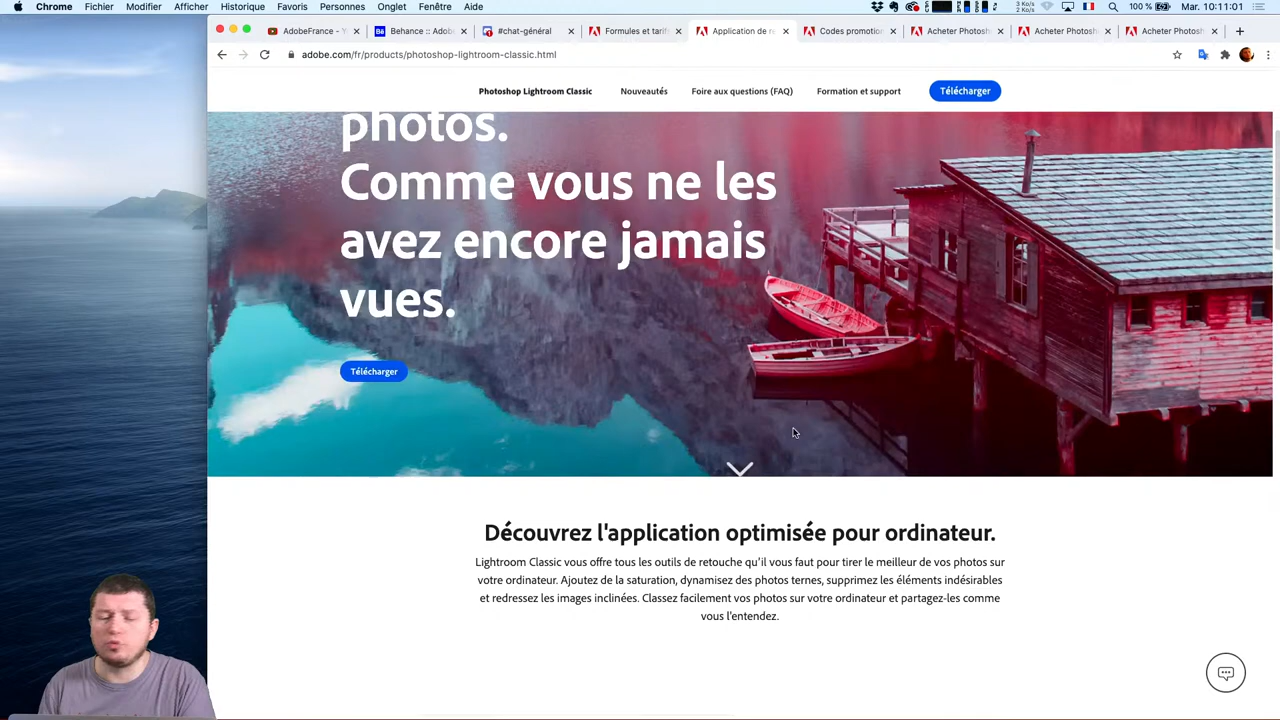 Chrome Fichier Modifier Afficher Historique Favoris Personnes Onglet Fenêtre Aide 100 % Mar. 10:11:01
AdobeFrance - Y Behance :: Adob #chat-général Formules et tarifs Application de re Codes promotion Acheter Photosh Acheter Photosh Acheter Photosh
adobe.com/fr/products/photoshop-lightroom-classic.html
Photoshop Lightroom Classic Nouveautés Foire aux questions (FAQ) Formation et support Télécharger
photos.
Comme vous ne les
avez encore jamais
vues.
Télécharger
Découvrez l'application optimisée pour ordinateur.
Lightroom Classic vous offre tous les outils de retouche qu'il vous faut pour tirer le meilleur de vos photos sur
votre ordinateur. Ajoutez de la saturation, dynamisez des photos ternes, supprimez les éléments indésirables
et redressez les images inclinées. Classez facilement vos photos sur votre ordinateur et partagez-les comme
vous l'entendez.